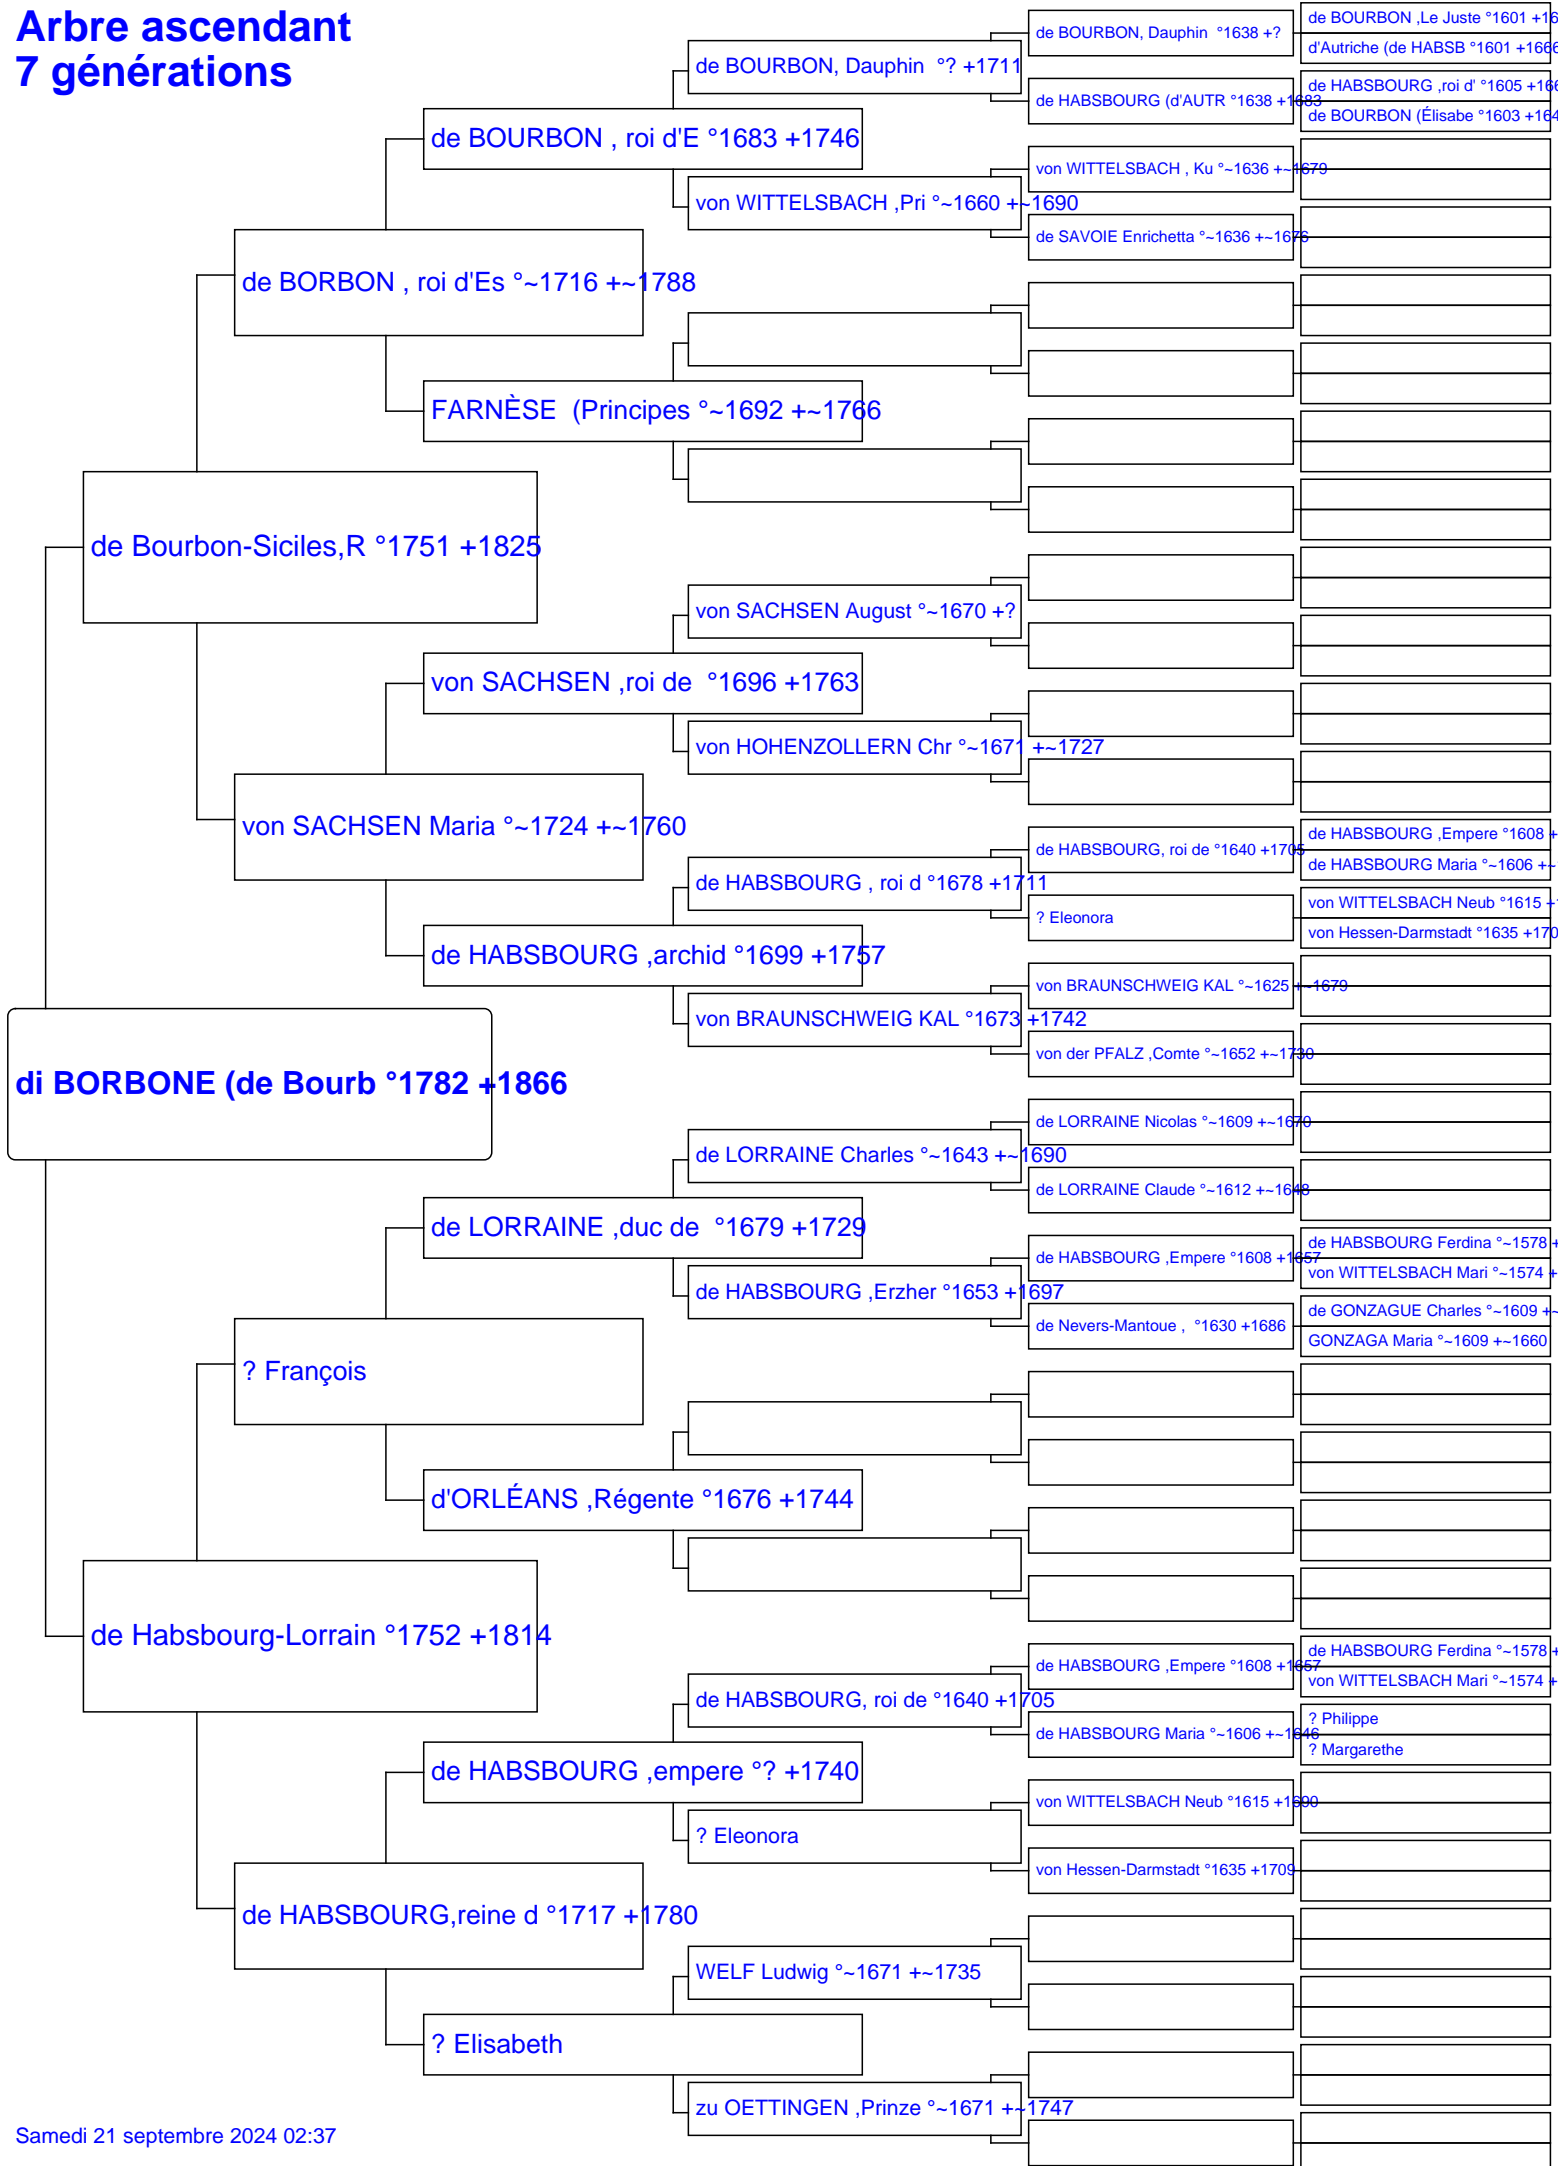 Arbre ascendant
7 générations
de BOURBON, Dauphin °1638 +?
de BOURBON ,Le Juste °1601 +16
d'Autriche (de HABSB °1601 +1666
de BOURBON, Dauphin °? +1711
de HABSBOURG (d'AUTR °1638 +1683
de HABSBOURG ,roi d' °1605 +166
de BOURBON (Élisabe °1603 +164
de BOURBON , roi d'E °1683 +1746
von WITTELSBACH , Ku °~1636 +~1679
von WITTELSBACH ,Pri °~1660 +~1690
de SAVOIE Enrichetta °~1636 +~1676
de BORBON , roi d'Es °~1716 +~1788
FARNÈSE (Principes °~1692 +~1766
de Bourbon-Siciles,R °1751 +1825
von SACHSEN August °~1670 +?
von SACHSEN ,roi de °1696 +1763
von HOHENZOLLERN Chr °~1671 +~1727
von SACHSEN Maria °~1724 +~1760
de HABSBOURG, roi de °1640 +1705
de HABSBOURG ,Empere °1608 +
de HABSBOURG Maria °~1606 +~
de HABSBOURG , roi d °1678 +1711
? Eleonora
von WITTELSBACH Neub °1615 +1
von Hessen-Darmstadt °1635 +170
de HABSBOURG ,archid °1699 +1757
von BRAUNSCHWEIG KAL °~1625 +~1679
von BRAUNSCHWEIG KAL °1673 +1742
von der PFALZ ,Comte °~1652 +~1730
di BORBONE (de Bourb °1782 +1866
de LORRAINE Nicolas °~1609 +~1670
de LORRAINE Charles °~1643 +~1690
de LORRAINE Claude °~1612 +~1648
de LORRAINE ,duc de °1679 +1729
de HABSBOURG ,Empere °1608 +1657
de HABSBOURG Ferdina °~1578 +
von WITTELSBACH Mari °~1574 +
de HABSBOURG ,Erzher °1653 +1697
de Nevers-Mantoue , °1630 +1686
de GONZAGUE Charles °~1609 +~
GONZAGA Maria °~1609 +~1660
? François
d'ORLÉANS ,Régente °1676 +1744
de Habsbourg-Lorrain °1752 +1814
de HABSBOURG ,Empere °1608 +1657
de HABSBOURG Ferdina °~1578 +
von WITTELSBACH Mari °~1574 +
de HABSBOURG, roi de °1640 +1705
de HABSBOURG Maria °~1606 +~1646
? Philippe
? Margarethe
de HABSBOURG ,empere °? +1740
von WITTELSBACH Neub °1615 +1690
? Eleonora
von Hessen-Darmstadt °1635 +1709
de HABSBOURG,reine d °1717 +1780
WELF Ludwig °~1671 +~1735
? Elisabeth
zu OETTINGEN ,Prinze °~1671 +~1747
Samedi 21 septembre 2024 02:37